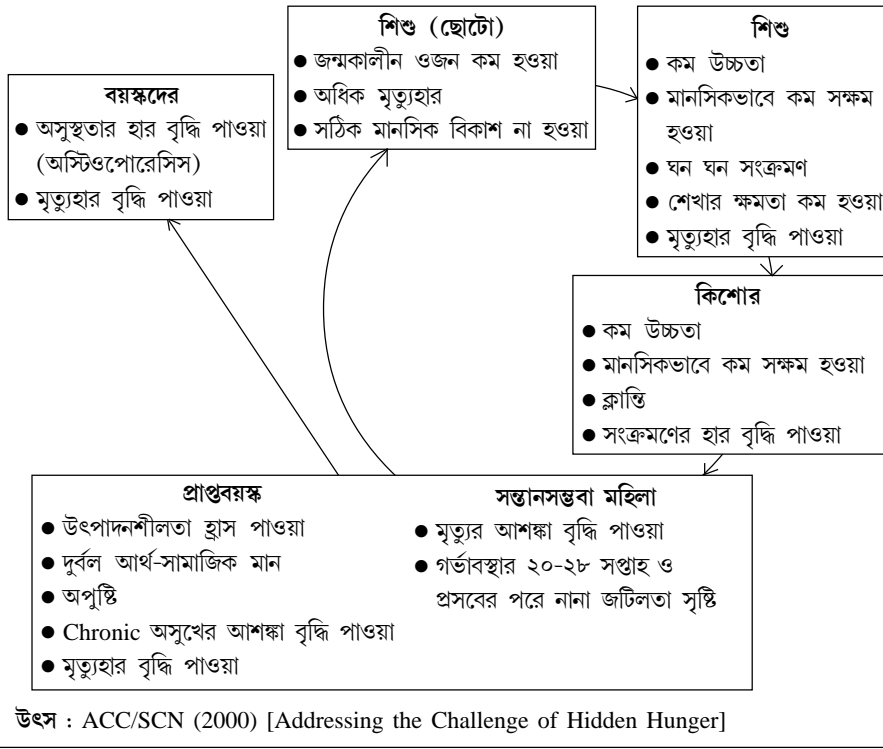 শিশু (ছোটো)
● জন্মকালীন ওজন কম হওয়া
● অধিক মৃত্যুহার
● সঠিক মানসিক বিকাশ না হওয়া
শিশু
● কম উচ্চতা
● মানসিকভাবে কম সক্ষম
হওয়া
● ঘন ঘন সংক্রমণ
● শেখার ক্ষমতা কম হওয়া
● মৃত্যুহার বৃদ্ধি পাওয়া
বয়স্কদের
● অসুস্থতার হার বৃদ্ধি পাওয়া
(অস্টিওপোরেসিস)
● মৃত্যুহার বৃদ্ধি পাওয়া
কিশোর
● কম উচ্চতা
● মানসিকভাবে কম সক্ষম হওয়া
● ক্লান্তি
● সংক্রমণের হার বৃদ্ধি পাওয়া
প্রাপ্তবয়স্ক
● উৎপাদনশীলতা হ্রাস পাওয়া
● দুর্বল আর্থ-সামাজিক মান
● অপুষ্টি
● Chronic অসুখের আশঙ্কা বৃদ্ধি পাওয়া
● মৃত্যুহার বৃদ্ধি পাওয়া
সন্তানসম্ভবা মহিলা
● মৃত্যুর আশঙ্কা বৃদ্ধি পাওয়া
● গর্ভাবস্থার ২০-২৮ সপ্তাহ ও
প্রসবের পরে নানা জটিলতা সৃষ্টি
উৎস : ACC/SCN (2000) [Addressing the Challenge of Hidden Hunger]